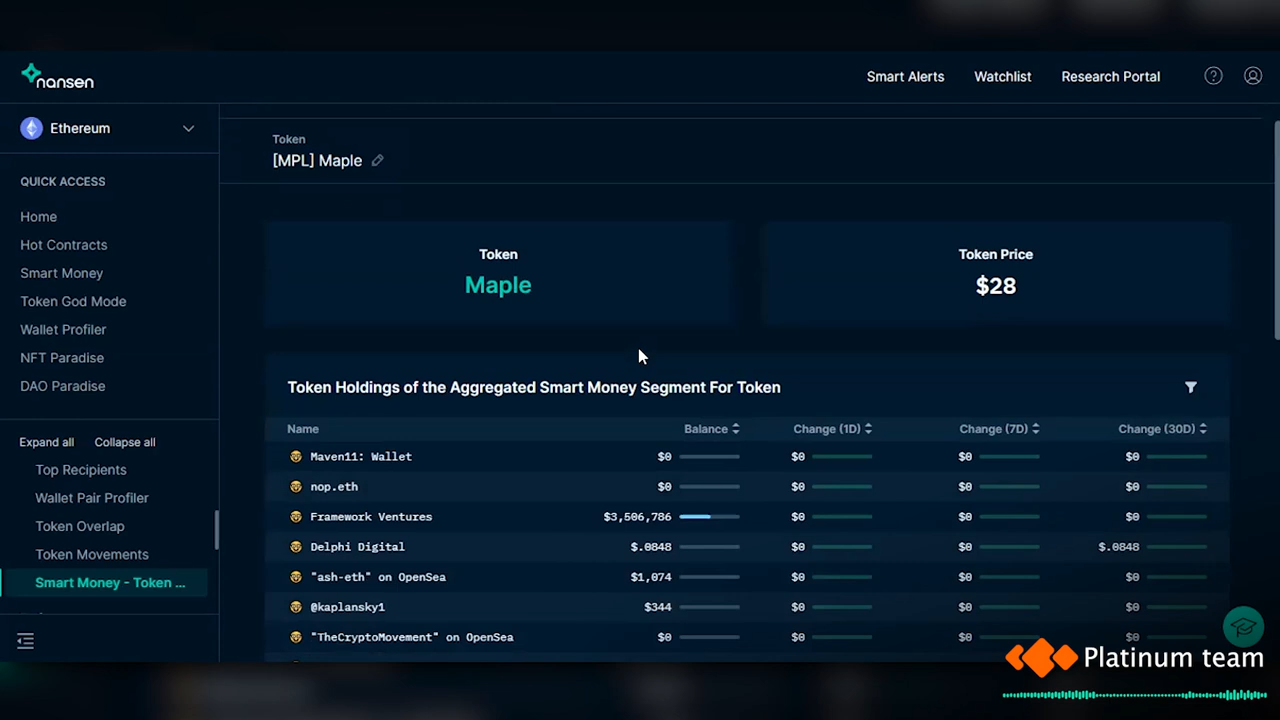 nansen
Smart Alerts Watchlist Research Portal
Ethereum
Token
[MPL] Maple
QUICK ACCESS
Home
Hot Contracts
Smart Money
Token God Mode
Wallet Profiler
NFT Paradise
DAO Paradise
Expand all Collapse all
Top Recipients
Wallet Pair Profiler
Token Overlap
Token Movements
Smart Money - Token ...
Token
Maple
Token Price
$28
Token Holdings of the Aggregated Smart Money Segment For Token
Name Balance Change (1D) Change (7D) Change (30D)
Maven11: Wallet $0 $0 $0 $0
nop.eth $0 $0 $0 $0
Framework Ventures $3,506,786 $0 $0 $0
Delphi Digital $.0848 $0 $0 $.0848
"ash-eth" on OpenSea $1,074 $0 $0 $0
@kaplansky1 $344 $0 $0 $0
"TheCryptoMovement" on OpenSea $0 $0 $0 $0
Platinum team